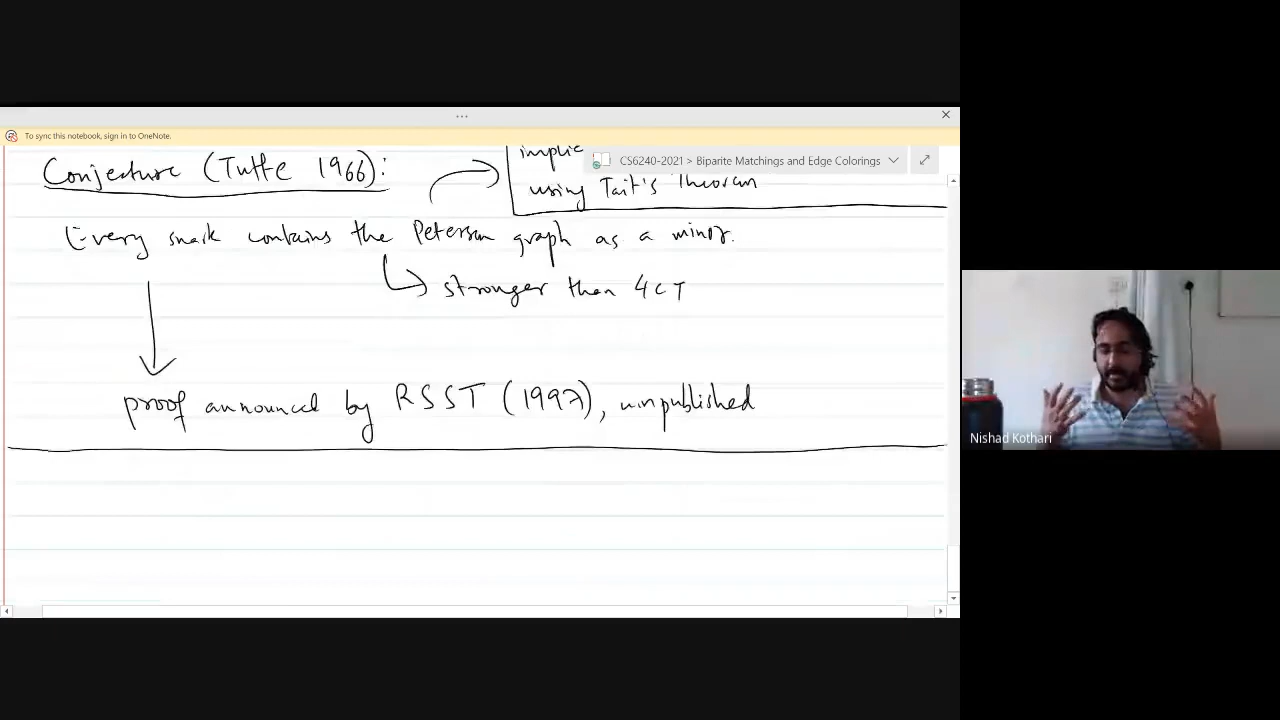 To sync this notebook, sign in to OneNote.
Conjecture (Tutte 1966):
implie
CS6240-2021 > Biparite Matchings and Edge Colorings
using Tait's Theorem
Every snark contains the Petersen graph as a minor.
stronger than 4CT
proof announced by RSST (1997), unpublished
Nishad Kothari